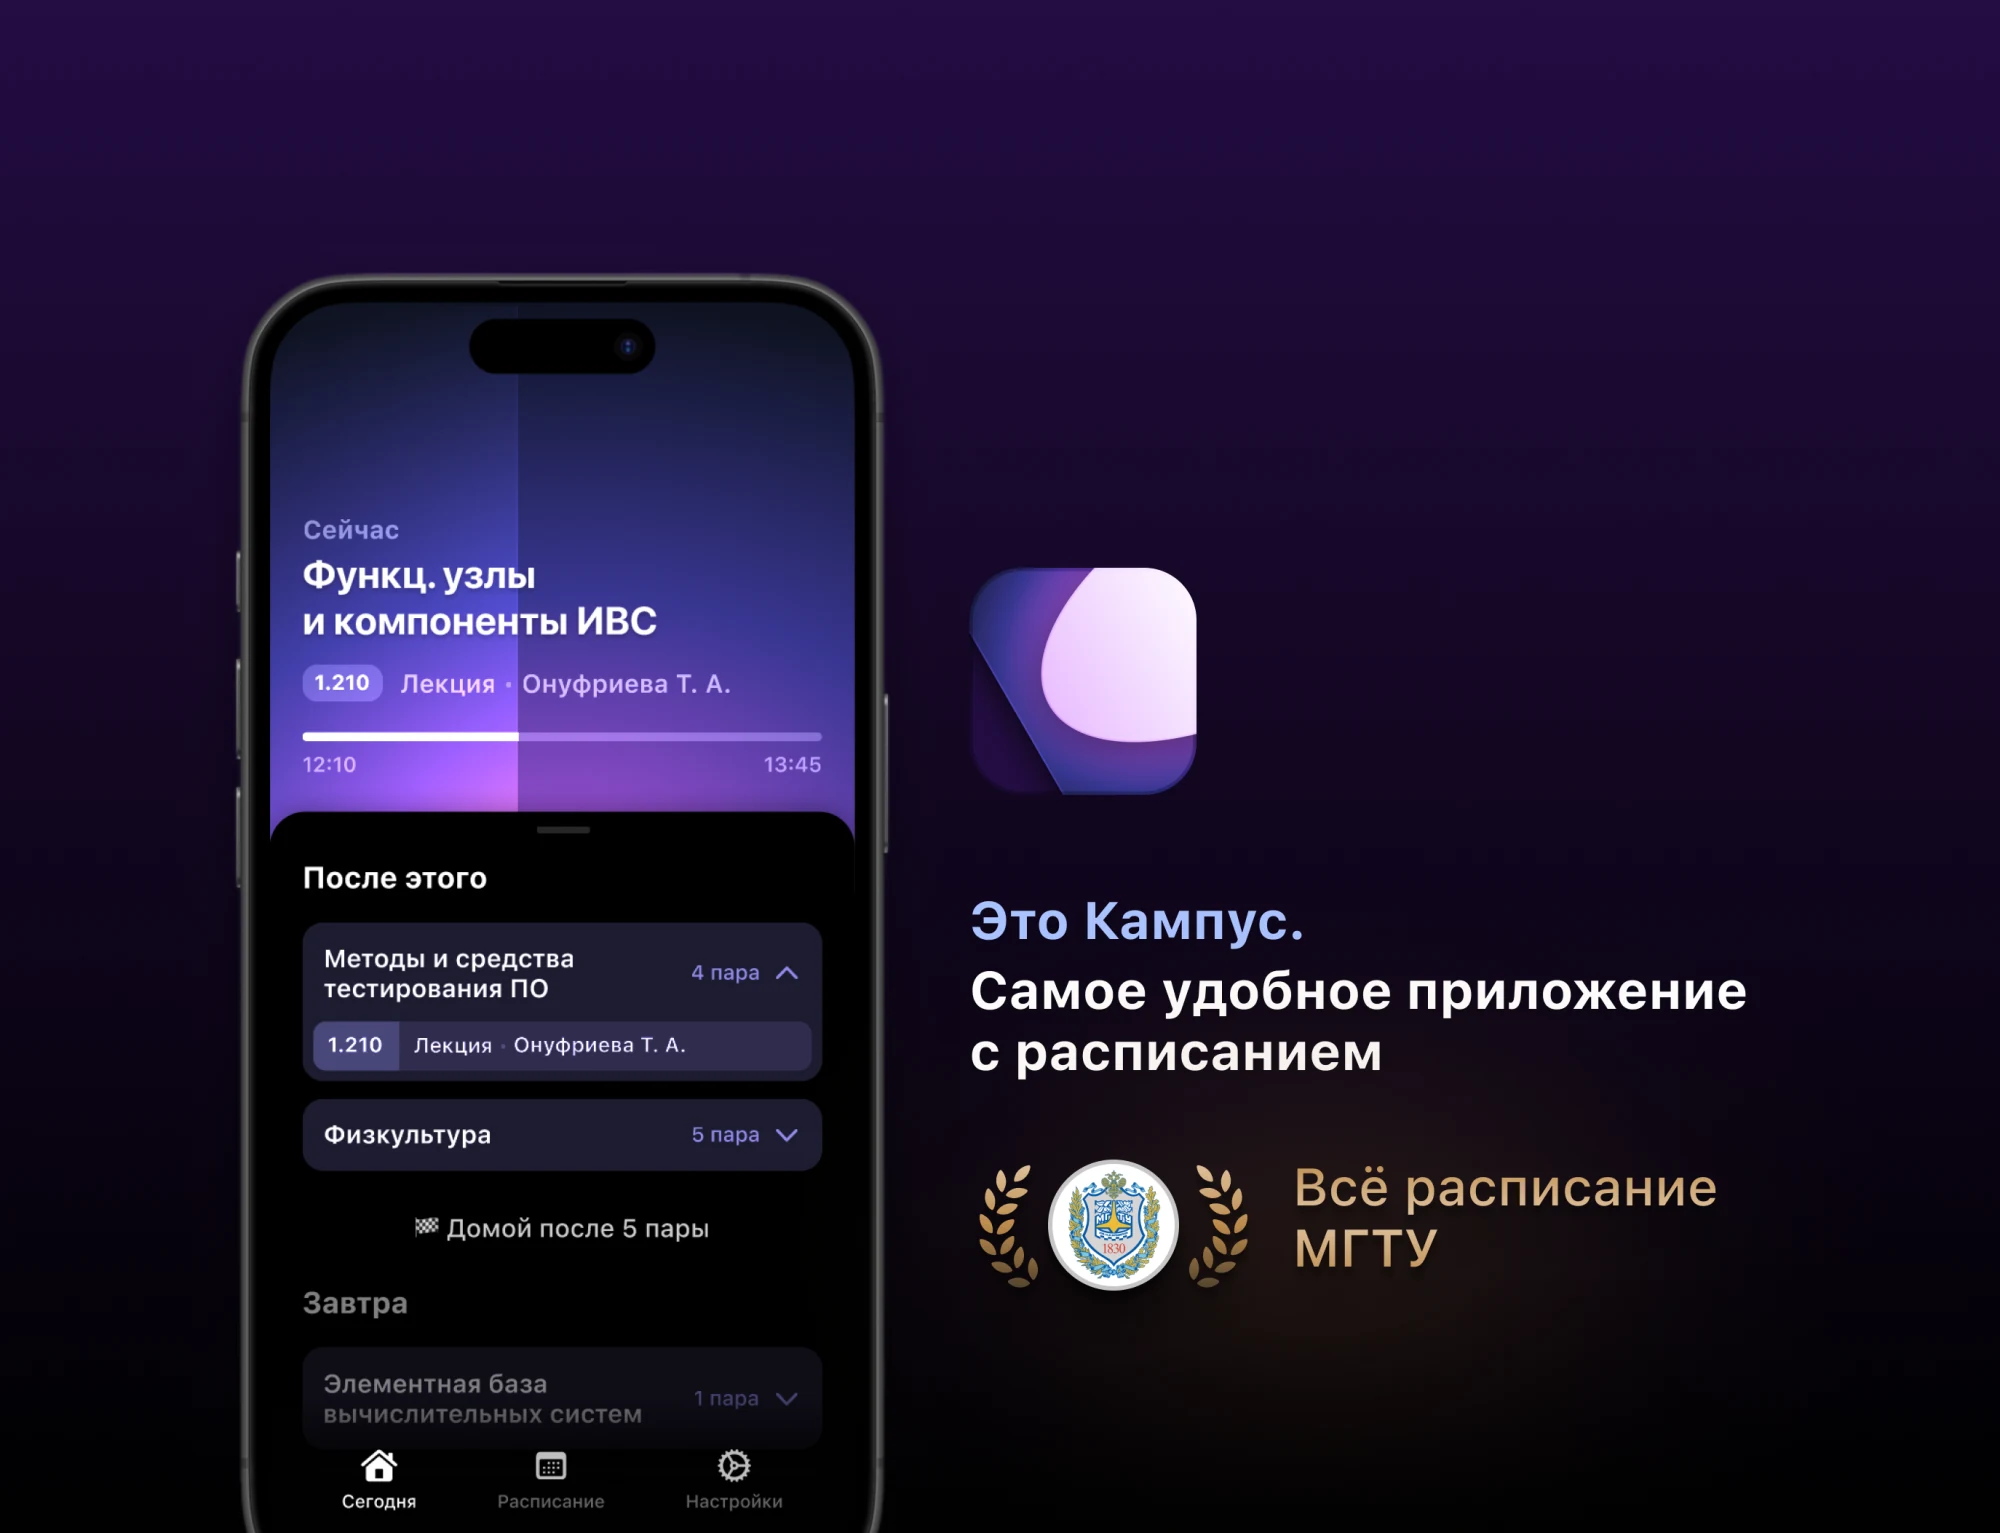 Сейчас
Функц. узлы
и компоненты ИВС
1.210 Лекция · Онуфриева Т. А.
12:10 13:45
После этого
Методы и средства
тестирования ПО
4 пара
1.210 Лекция · Онуфриева Т. А.
Физкультура 5 пара
Домой после 5 пары
Завтра
Элементная база
вычислительных систем
1 пара
Сегодня Расписание Настройки
Это Кампус.
Самое удобное приложение
с расписанием
МГТУ
1830
Всё расписание
МГТУ